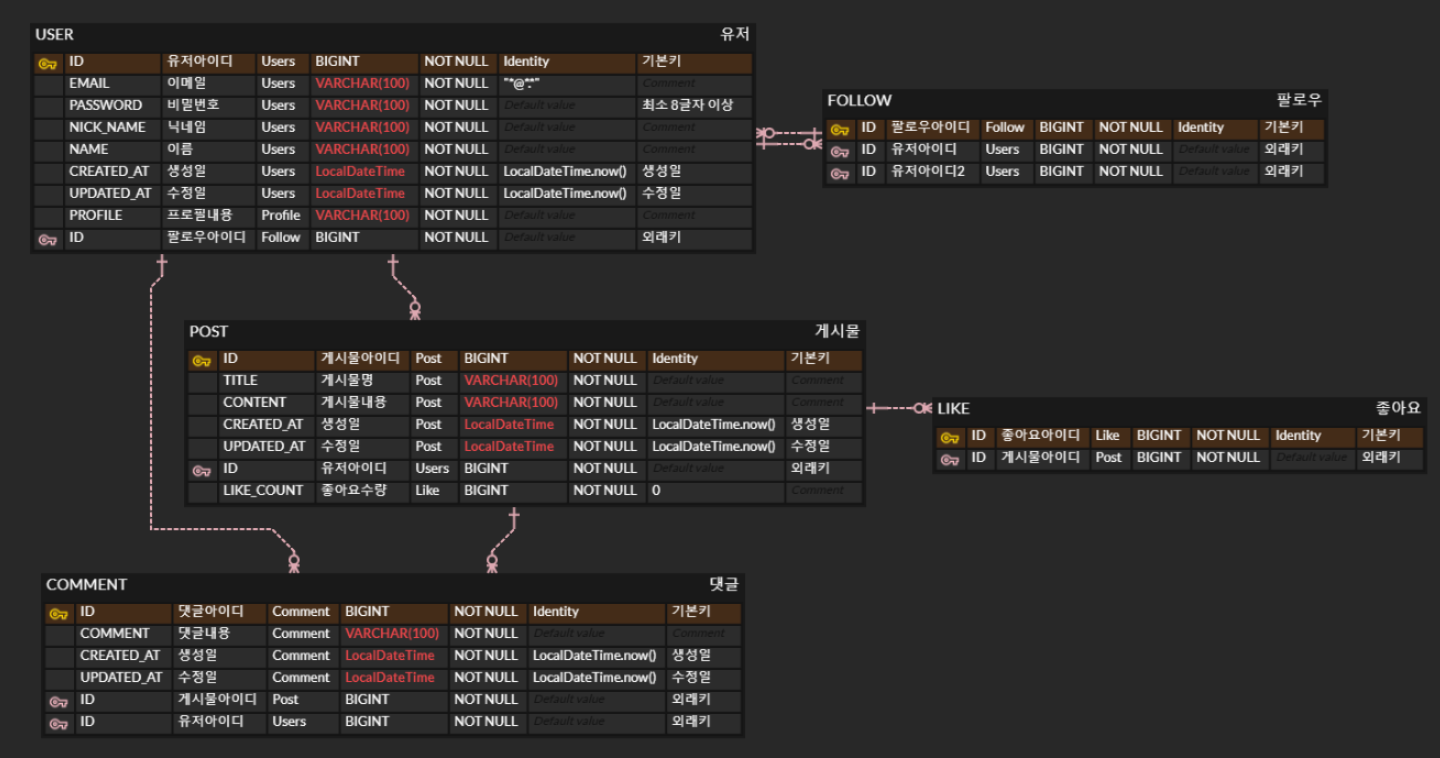 USER 유저
ID 유저아이디 Users BIGINT NOT NULL Identity 기본키
EMAIL 이메일 Users VARCHAR(100) NOT NULL "*@*.*" Comment
PASSWORD 비밀번호 Users VARCHAR(100) NOT NULL Default value 최소 8글자 이상
NICK_NAME 닉네임 Users VARCHAR(100) NOT NULL Default value Comment
NAME 이름 Users VARCHAR(100) NOT NULL Default value Comment
CREATED_AT 생성일 Users LocalDateTime NOT NULL LocalDateTime.now() 생성일
UPDATED_AT 수정일 Users LocalDateTime NOT NULL LocalDateTime.now() 수정일
PROFILE 프로필내용 Profile VARCHAR(100) NOT NULL Default value Comment
ID 팔로우아이디 Follow BIGINT NOT NULL Default value 외래키
FOLLOW 팔로우
ID 팔로우아이디 Follow BIGINT NOT NULL Identity 기본키
ID 유저아이디 Users BIGINT NOT NULL Default value 외래키
ID 유저아이디2 Users BIGINT NOT NULL Default value 외래키
POST 게시물
ID 게시물아이디 Post BIGINT NOT NULL Identity 기본키
TITLE 게시물명 Post VARCHAR(100) NOT NULL Default value Comment
CONTENT 게시물내용 Post VARCHAR(100) NOT NULL Default value Comment
CREATED_AT 생성일 Post LocalDateTime NOT NULL LocalDateTime.now() 생성일
UPDATED_AT 수정일 Post LocalDateTime NOT NULL LocalDateTime.now() 수정일
ID 유저아이디 Users BIGINT NOT NULL Default value 외래키
LIKE_COUNT 좋아요수량 Like BIGINT NOT NULL 0 Comment
LIKE 좋아요
ID 좋아요아이디 Like BIGINT NOT NULL Identity 기본키
ID 게시물아이디 Post BIGINT NOT NULL Default value 외래키
COMMENT 댓글
ID 댓글아이디 Comment BIGINT NOT NULL Identity 기본키
COMMENT 댓글내용 Comment VARCHAR(100) NOT NULL Default value Comment
CREATED_AT 생성일 Comment LocalDateTime NOT NULL LocalDateTime.now() 생성일
UPDATED_AT 수정일 Comment LocalDateTime NOT NULL LocalDateTime.now() 수정일
ID 게시물아이디 Post BIGINT NOT NULL Default value 외래키
ID 유저아이디 Users BIGINT NOT NULL Default value 외래키